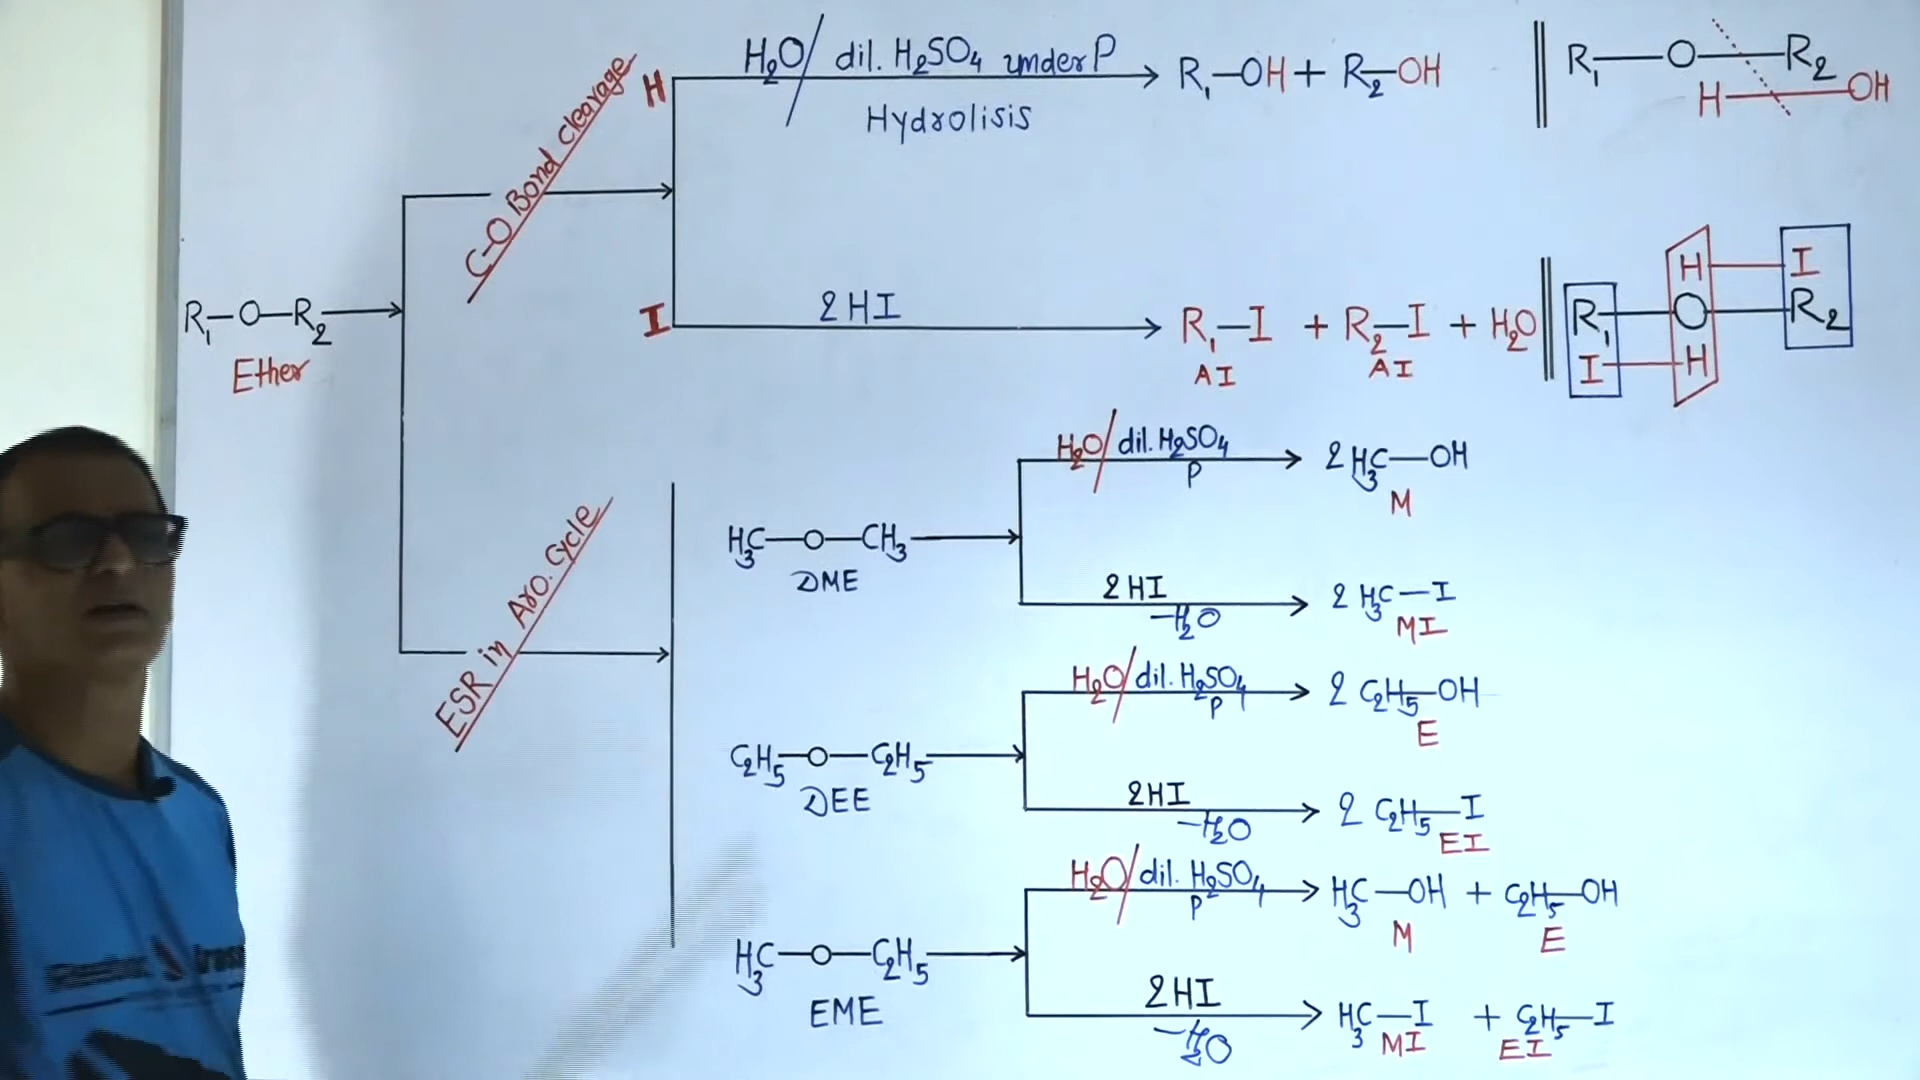 H₂O/ dil. H₂SO₄ under P
Hydrolisis
R₁—OH + R₂—OH
R₁—O—R₂
H—OH
H
C-O Bond Cleavage
I
2HI
R₁—I + R₂—I + H₂O
AI AI
H—I
R₁—O—R₂
I—H
R₁—O—R₂
Ether
ESR in Aro. Cycle
H₃C—O—CH₃
DME
H₂O/dil. H₂SO₄
P
2 H₃C—OH
M
2HI
—H₂O
2 H₃C—I
MI
C₂H₅—O—C₂H₅
DEE
H₂O/dil. H₂SO₄
P
2 C₂H₅—OH
E
2HI
—H₂O
2 C₂H₅—I
EI
H₃C—O—C₂H₅
EME
H₂O/dil. H₂SO₄
P
H₃C—OH + C₂H₅—OH
M E
2HI
—H₂O
H₃C—I + C₂H₅—I
MI EI